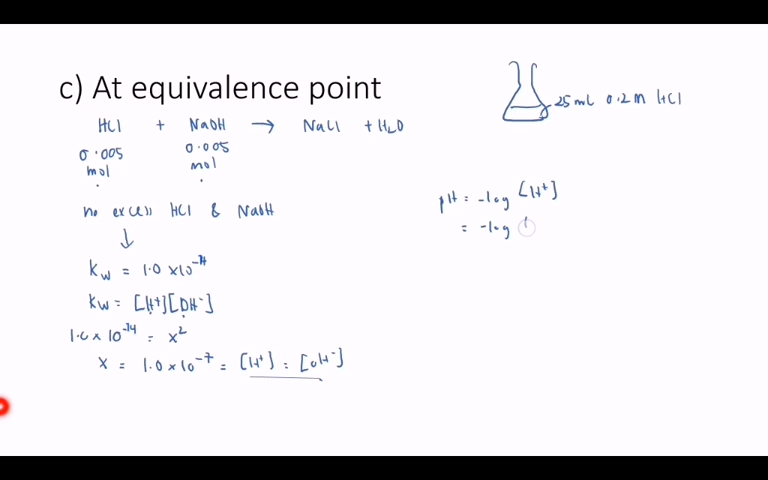 c) At equivalence point
25 mL 0.2 M HCl
HCl + NaOH → NaCl + H₂O
0.005 0.005
mol mol
no excess HCl & NaOH
↓
pH = -log [H⁺]
= -log (
Kw = 1.0 x10⁻¹⁴
Kw = [H⁺][OH⁻]
1.0 x 10⁻¹⁴ = x²
x = 1.0 x 10⁻⁷ = [H⁺] = [OH⁻]